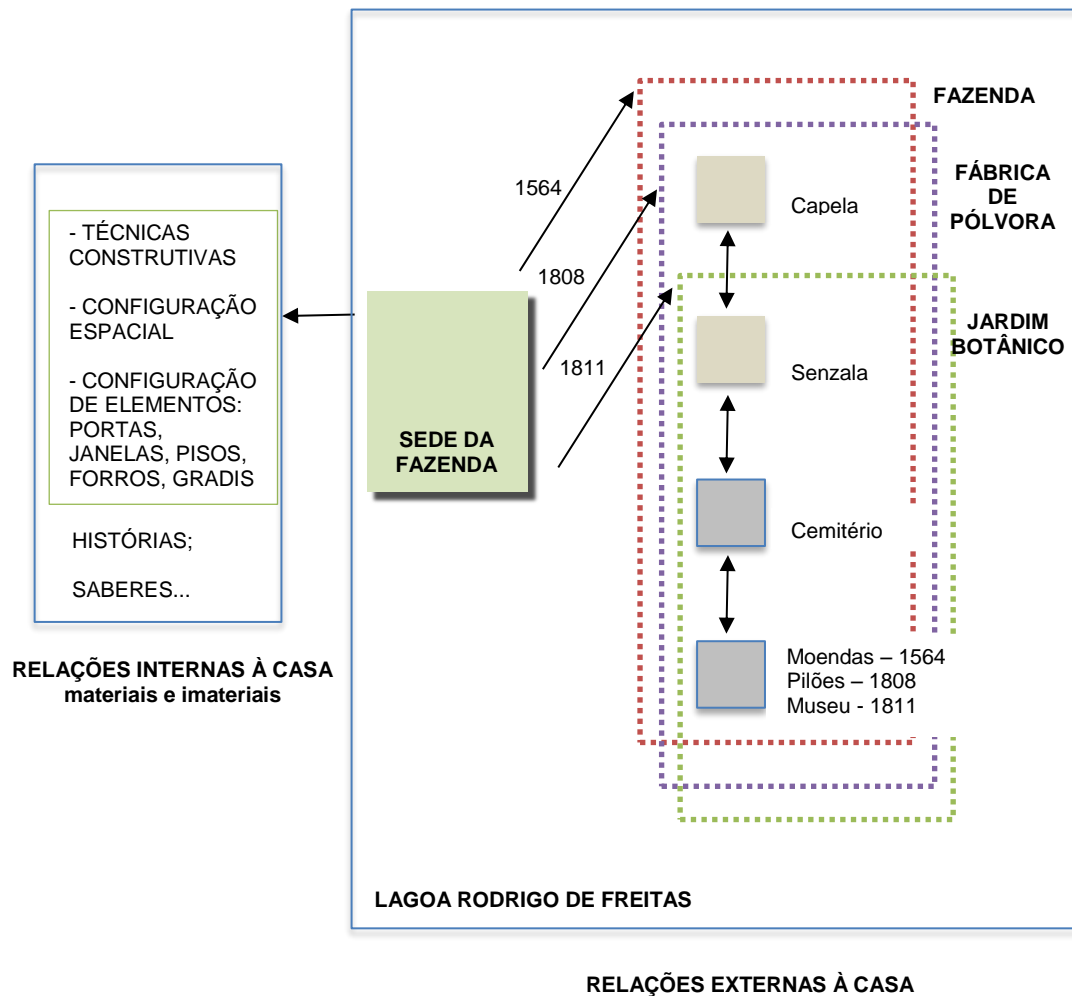 - TÉCNICAS
CONSTRUTIVAS
- CONFIGURAÇÃO
ESPACIAL
- CONFIGURAÇÃO
DE ELEMENTOS:
PORTAS,
JANELAS, PISOS,
FORROS, GRADIS
HISTÓRIAS;
SABERES...
RELAÇÕES INTERNAS À CASA
materiais e imateriais
SEDE DA
FAZENDA
1564
1808
1811
FAZENDA
FÁBRICA
DE
PÓLVORA
JARDIM
BOTÂNICO
Capela
Senzala
Cemitério
Moendas – 1564
Pilões – 1808
Museu - 1811
LAGOA RODRIGO DE FREITAS
RELAÇÕES EXTERNAS À CASA